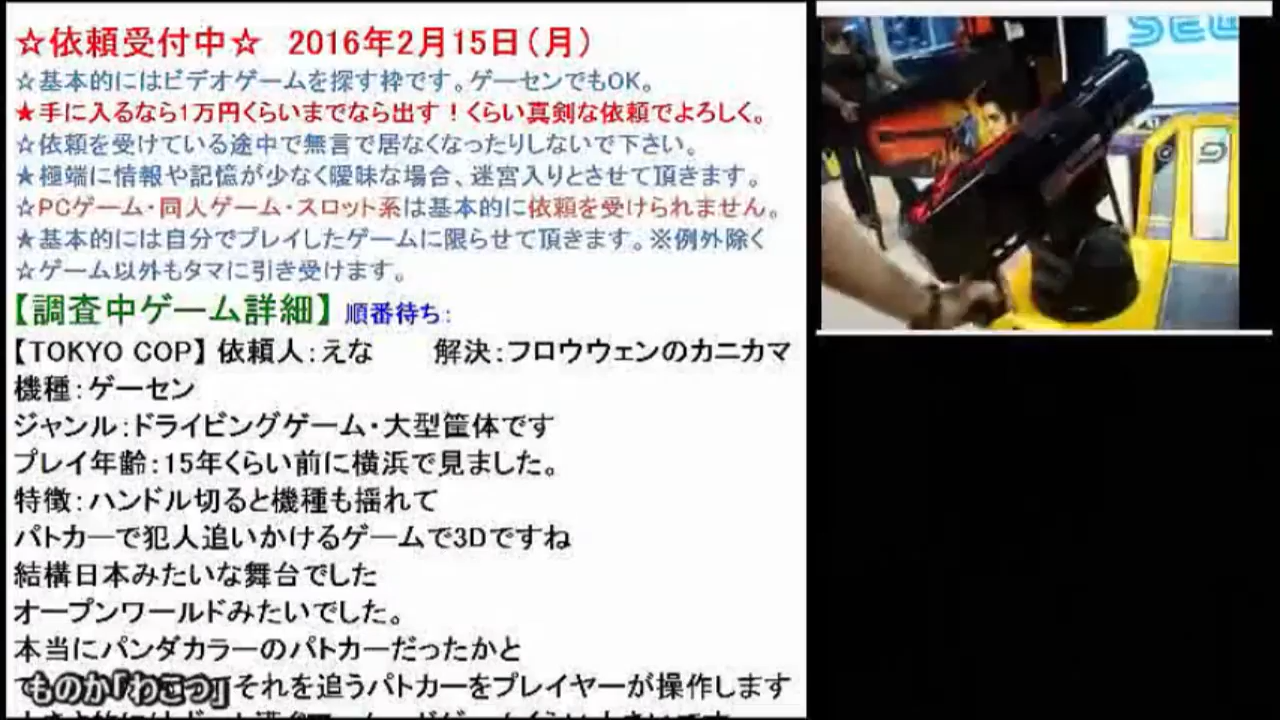 ☆依頼受付中☆ 2016年2月15日(月)
☆基本的にはビデオゲームを探す枠です。ゲーセンでもOK。
★手に入るなら1万円くらいまでなら出す！くらい真剣な依頼でよろしく。
☆依頼を受けている途中で無言で居なくなったりしないで下さい。
★極端に情報や記憶が少なく曖昧な場合、迷宮入りとさせて頂きます。
☆PCゲーム・同人ゲーム・スロット系は基本的に依頼を受けられません。
★基本的には自分でプレイしたゲームに限らせて頂きます。※例外除く
☆ゲーム以外もタマに引き受けます。
【調査中ゲーム詳細】 順番待ち：
【TOKYO COP】 依頼人：えな 解決：フロウウェンのカニカマ
機種：ゲーセン
ジャンル：ドライビングゲーム・大型筐体です
プレイ年齢：15年くらい前に横浜で見ました。
特徴：ハンドル切ると機種も揺れて
パトカーで犯人追いかけるゲームで3Dですね
結構日本みたいな舞台でした
オープンワールドみたいでした。
本当にパンダカラーのパトカーだったかと
それを追うパトカーをプレイヤーが操作します
ものか「わこつ」
SEG